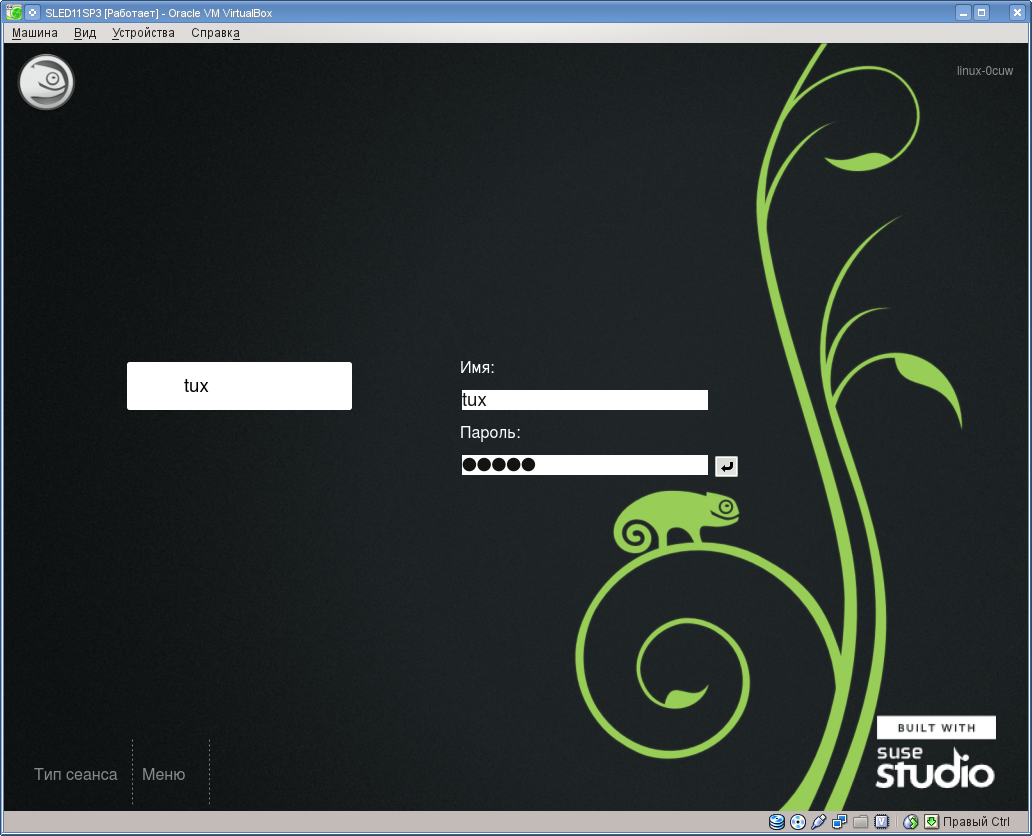 SLED11SP3 [Работает] - Oracle VM VirtualBox
Машина Вид Устройства Справка
linux-0cuw
tux
Имя:
tux
Пароль:
●●●●●
BUILT WITH
suse
studio
Тип сеанса Меню
Правый Ctrl